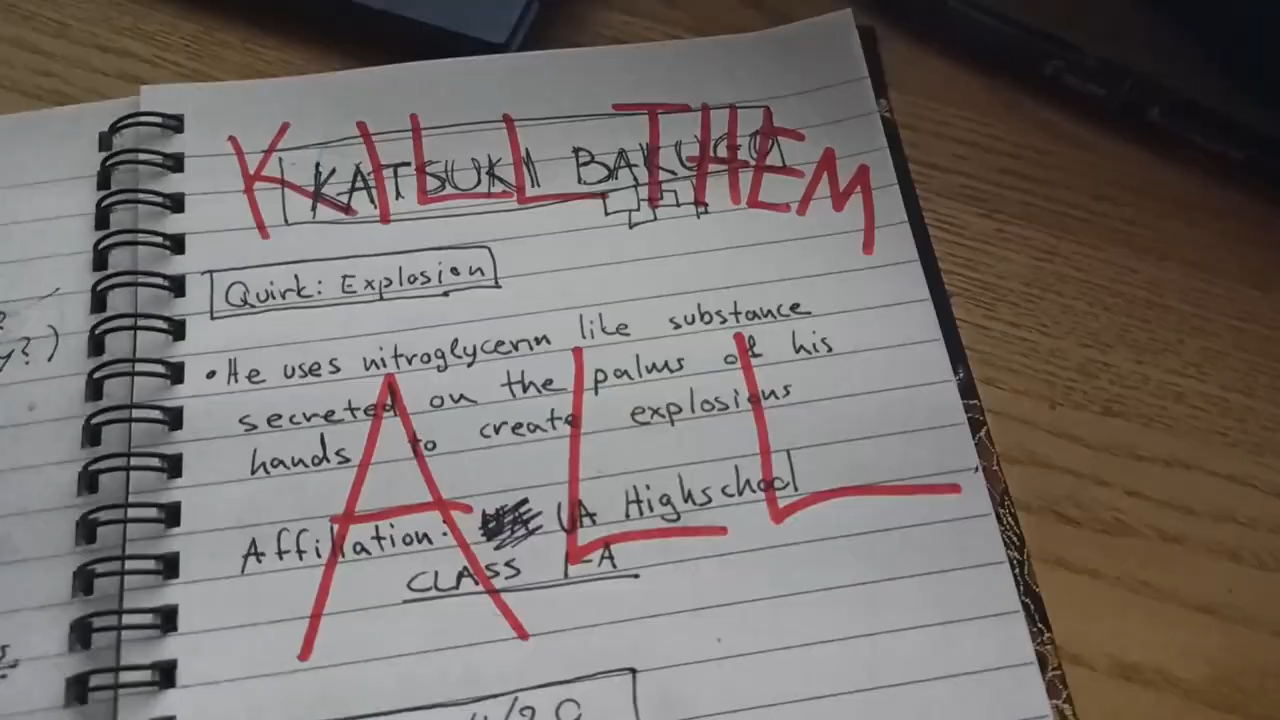 KILL THEM
KATSUKI BAKUGO
Quirk: Explosion
• He uses nitroglycerin like substance
secreted on the palms of his
hands to create explosions
ALL
Affiliation: UA Highschool
CLASS 1-A